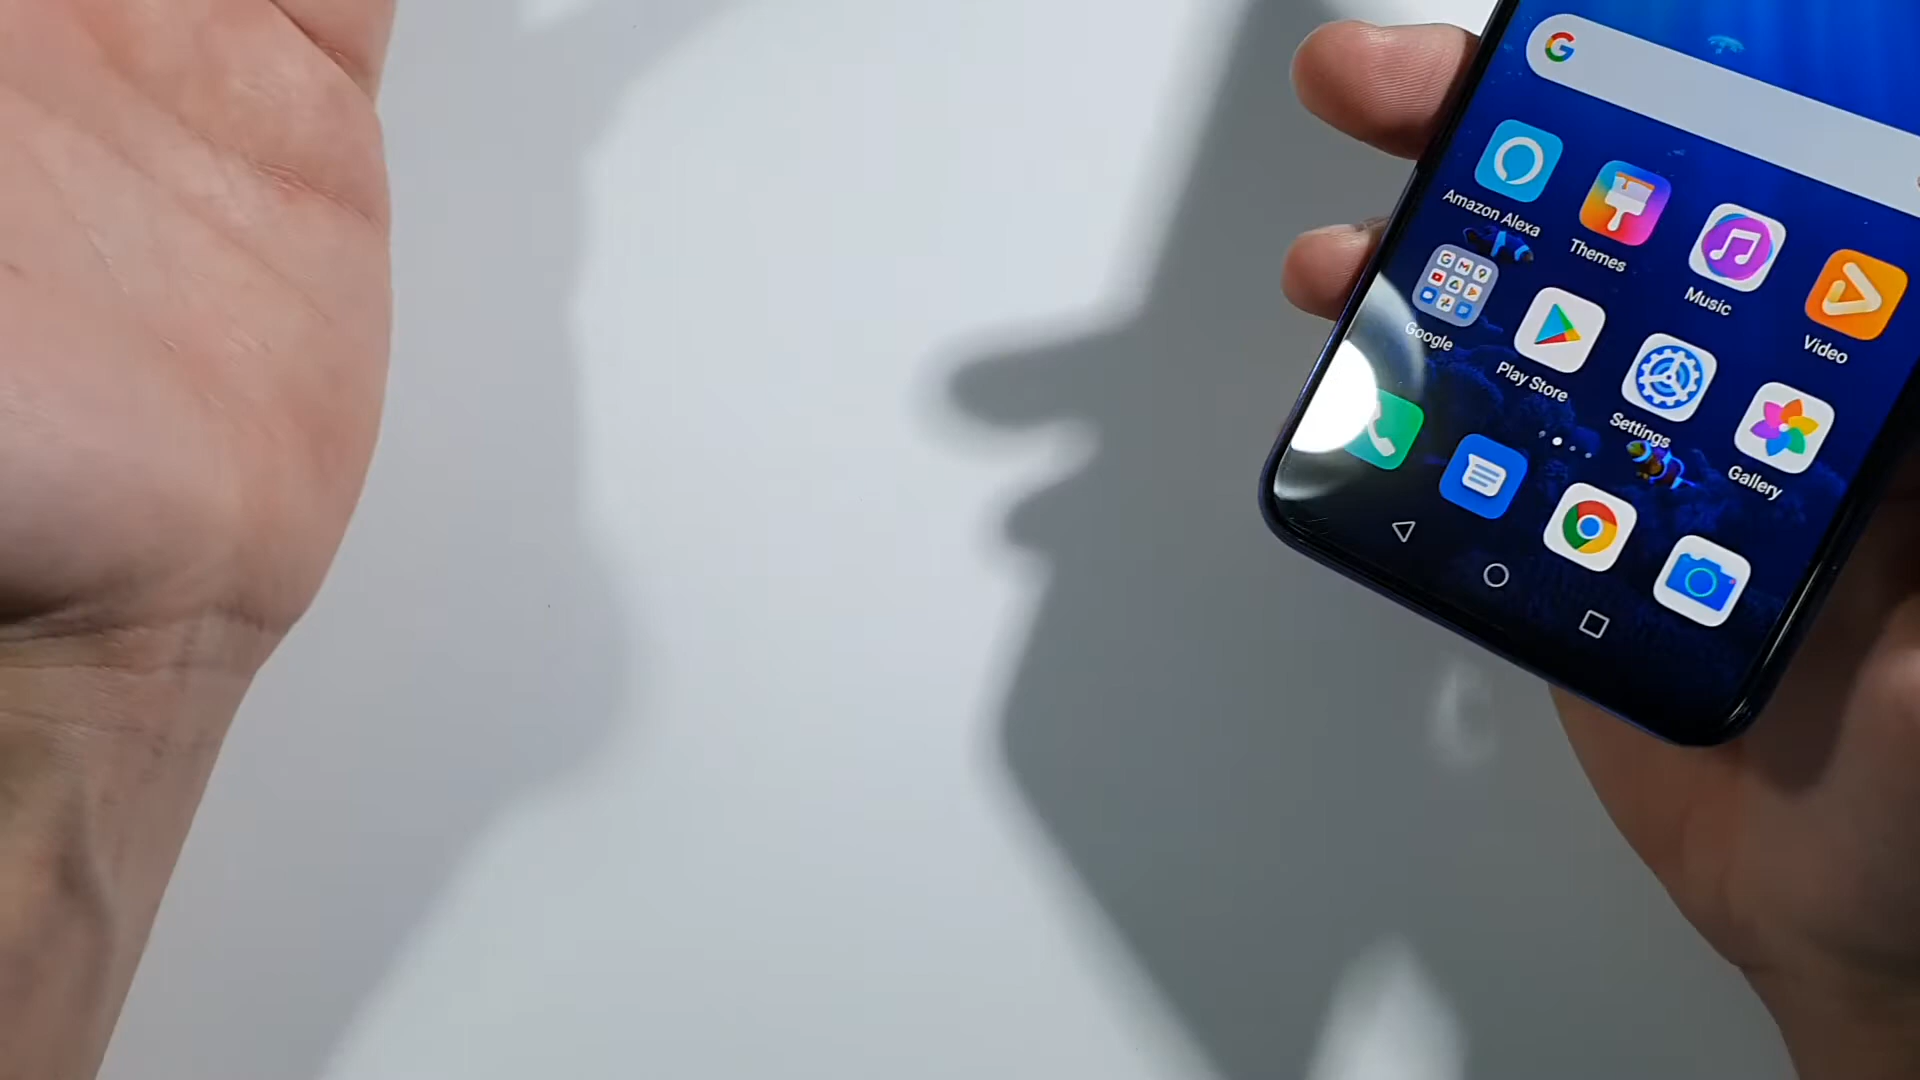 Amazon Alexa
Themes
Music
Video
Google
Play Store
Settings
Gallery